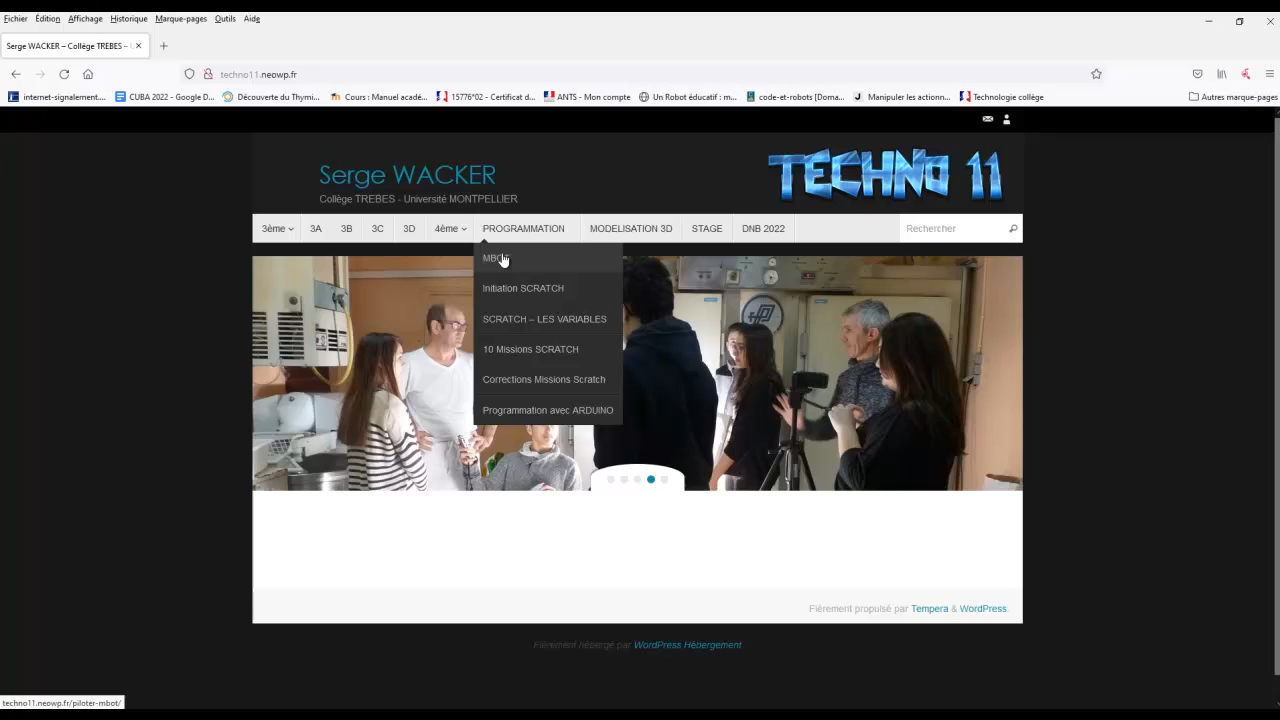 Fichier Édition Affichage Historique Marque-pages Outils Aide
Serge WACKER – Collège TREBES –
techno11.neowp.fr
internet-signalement.... CUBA 2022 - Google D... Découverte du Thymi... Cours : Manuel acadé... 15776*02 - Certificat d... ANTS - Mon compte Un Robot éducatif : m... code-et-robots [Doma... Manipuler les actionn... Technologie collège Autres marque-pages
Serge WACKER
Collège TREBES - Université MONTPELLIER
TECHNO 11
3ème 3A 3B 3C 3D 4ème PROGRAMMATION MODELISATION 3D STAGE DNB 2022 Rechercher
Initiation SCRATCH
SCRATCH – LES VARIABLES
10 Missions SCRATCH
Corrections Missions Scratch
Programmation avec ARDUINO
Fièrement propulsé par Tempera & WordPress.
Fièrement hébergé par WordPress Hébergement
techno11.neowp.fr/piloter-mbot/